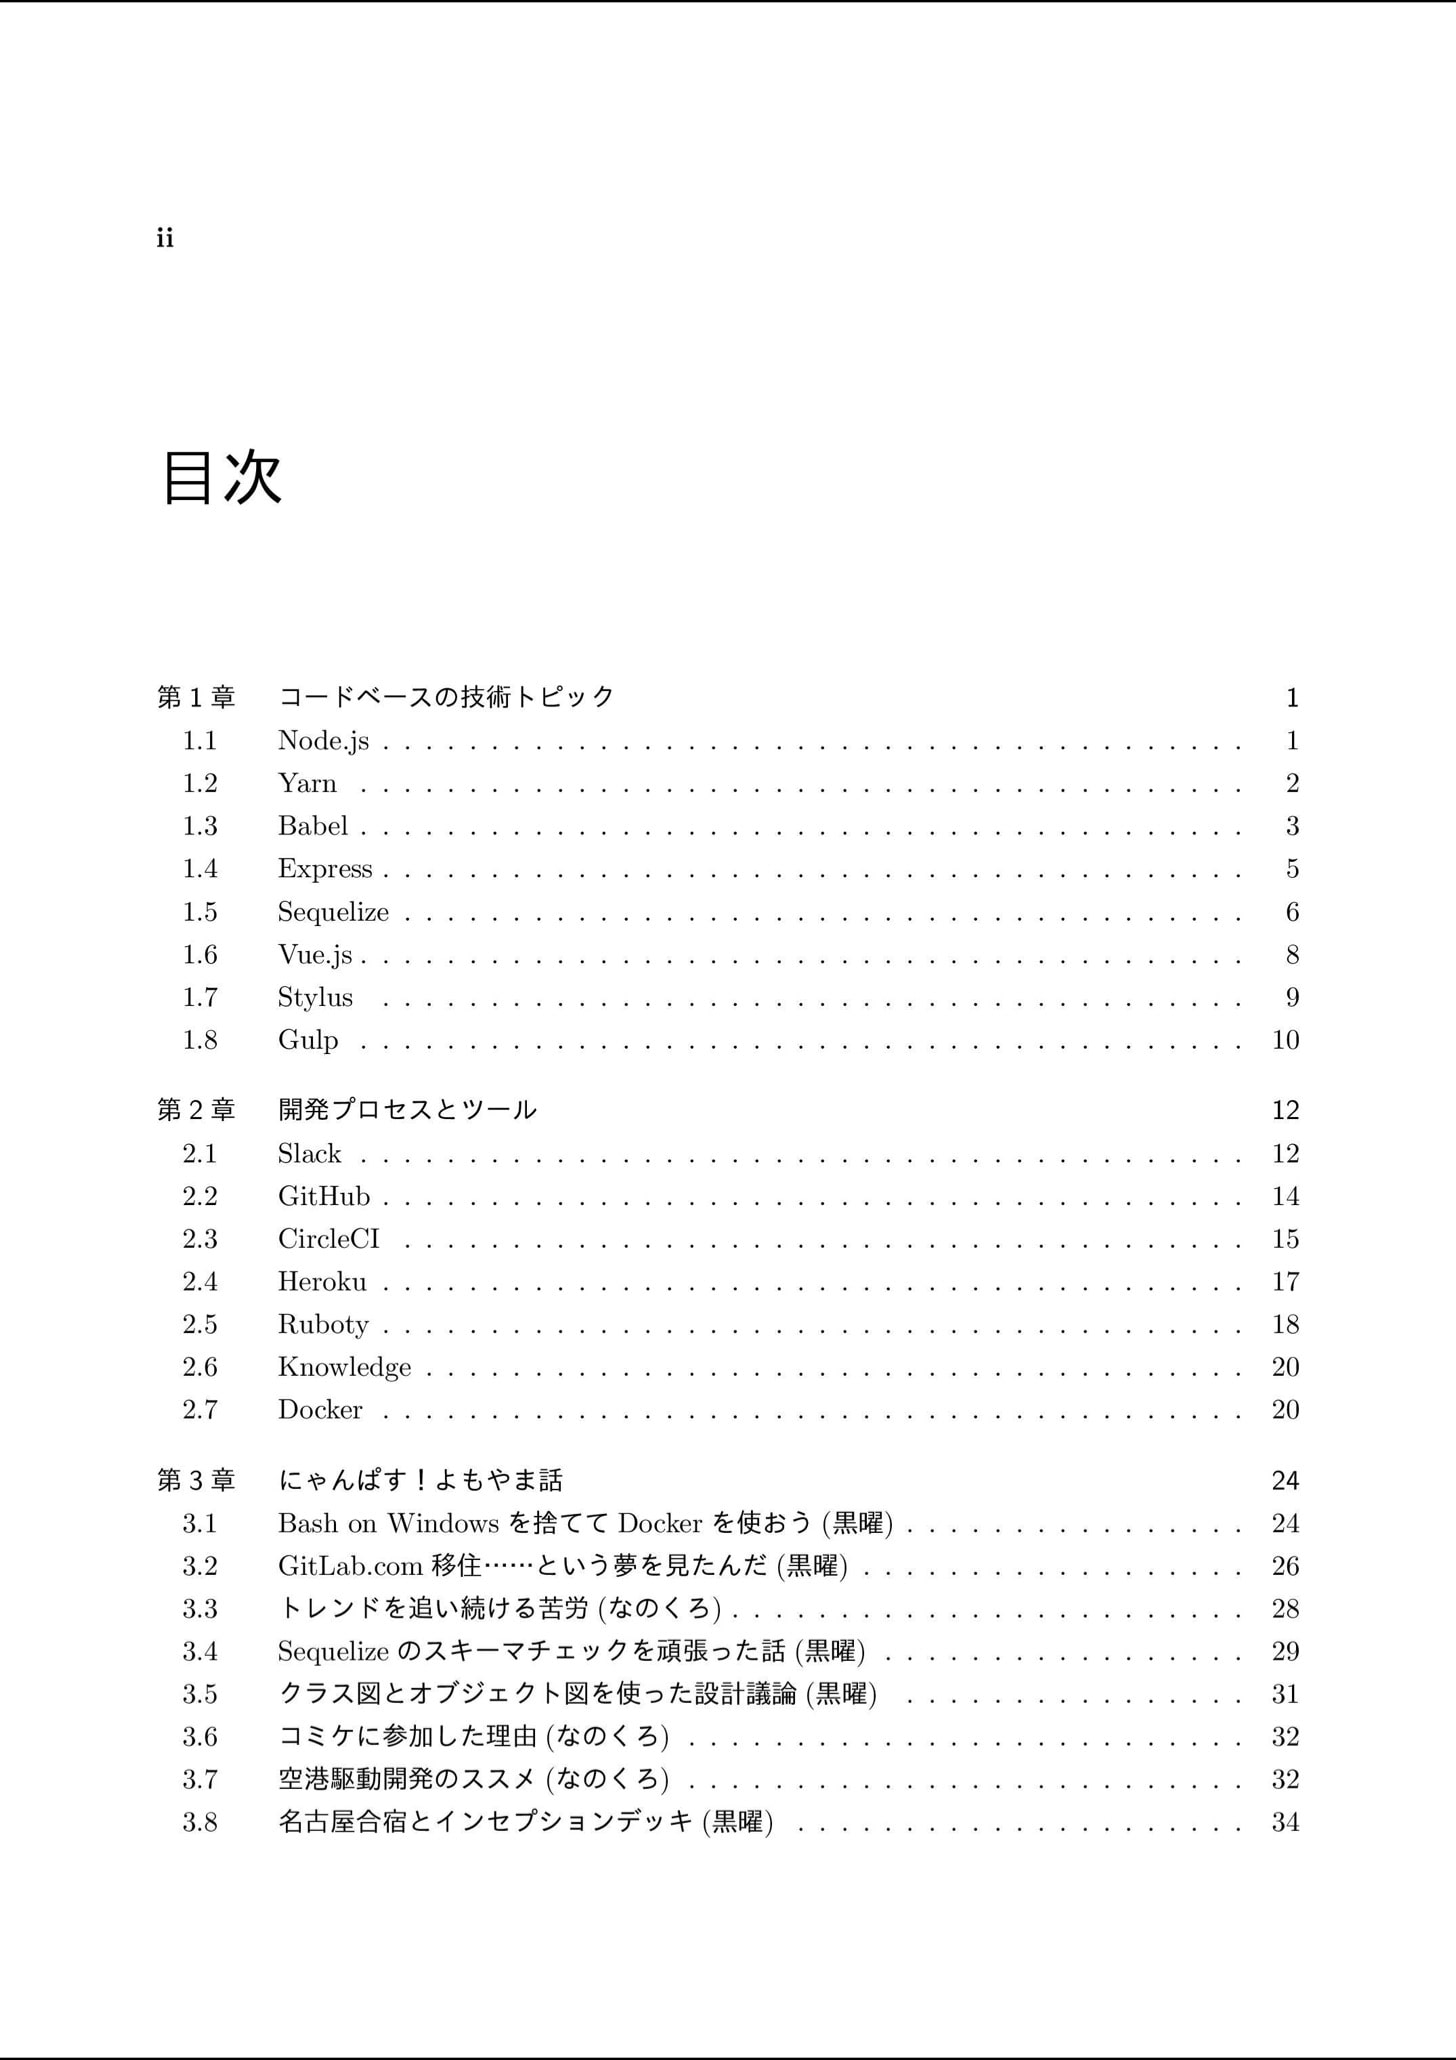 ii
目次
第 1 章 コードベースの技術トピック 1
1.1 Node.js . . . . . . . . . . . . . . . . . . . . . . . . . . . . . . . . . . . . . . . . 1
1.2 Yarn . . . . . . . . . . . . . . . . . . . . . . . . . . . . . . . . . . . . . . . . . 2
1.3 Babel . . . . . . . . . . . . . . . . . . . . . . . . . . . . . . . . . . . . . . . . . 3
1.4 Express . . . . . . . . . . . . . . . . . . . . . . . . . . . . . . . . . . . . . . . . 5
1.5 Sequelize . . . . . . . . . . . . . . . . . . . . . . . . . . . . . . . . . . . . . . . 6
1.6 Vue.js . . . . . . . . . . . . . . . . . . . . . . . . . . . . . . . . . . . . . . . . . 8
1.7 Stylus . . . . . . . . . . . . . . . . . . . . . . . . . . . . . . . . . . . . . . . . 9
1.8 Gulp . . . . . . . . . . . . . . . . . . . . . . . . . . . . . . . . . . . . . . . . . 10
第 2 章 開発プロセスとツール 12
2.1 Slack . . . . . . . . . . . . . . . . . . . . . . . . . . . . . . . . . . . . . . . . . 12
2.2 GitHub . . . . . . . . . . . . . . . . . . . . . . . . . . . . . . . . . . . . . . . . 14
2.3 CircleCI . . . . . . . . . . . . . . . . . . . . . . . . . . . . . . . . . . . . . . . 15
2.4 Heroku . . . . . . . . . . . . . . . . . . . . . . . . . . . . . . . . . . . . . . . . 17
2.5 Ruboty . . . . . . . . . . . . . . . . . . . . . . . . . . . . . . . . . . . . . . . . 18
2.6 Knowledge . . . . . . . . . . . . . . . . . . . . . . . . . . . . . . . . . . . . . . 20
2.7 Docker . . . . . . . . . . . . . . . . . . . . . . . . . . . . . . . . . . . . . . . . 20
第 3 章 にゃんぱす！よもやま話 24
3.1 Bash on Windows を捨てて Docker を使おう (黒曜) . . . . . . . . . . . . . . . . 24
3.2 GitLab.com 移住……という夢を見たんだ (黒曜) . . . . . . . . . . . . . . . . . . 26
3.3 トレンドを追い続ける苦労 (なのくろ) . . . . . . . . . . . . . . . . . . . . . . . . 28
3.4 Sequelize のスキーマチェックを頑張った話 (黒曜) . . . . . . . . . . . . . . . . . 29
3.5 クラス図とオブジェクト図を使った設計議論 (黒曜) . . . . . . . . . . . . . . . . 31
3.6 コミケに参加した理由 (なのくろ) . . . . . . . . . . . . . . . . . . . . . . . . . . 32
3.7 空港駆動開発のススメ (なのくろ) . . . . . . . . . . . . . . . . . . . . . . . . . . 32
3.8 名古屋合宿とインセプションデッキ (黒曜) . . . . . . . . . . . . . . . . . . . . . 34